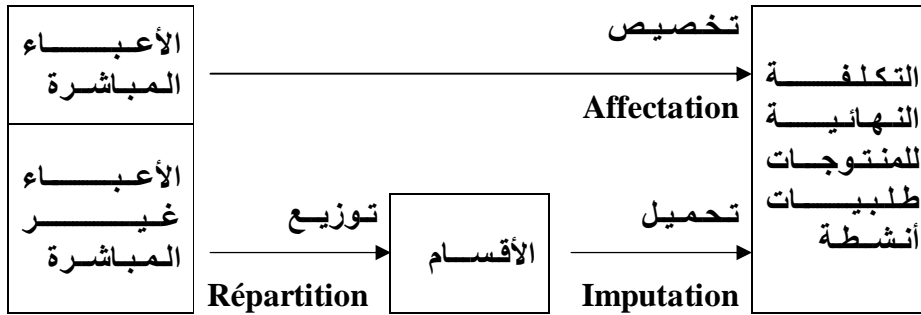 الأعباء
المباشرة
تخصيص
Affectation
التكلفة
النهائية
للمنتوجات
طلبيات
أنشطة
الأعباء
غير
المباشرة
توزيع
Répartition
الأقسام
تحميل
Imputation